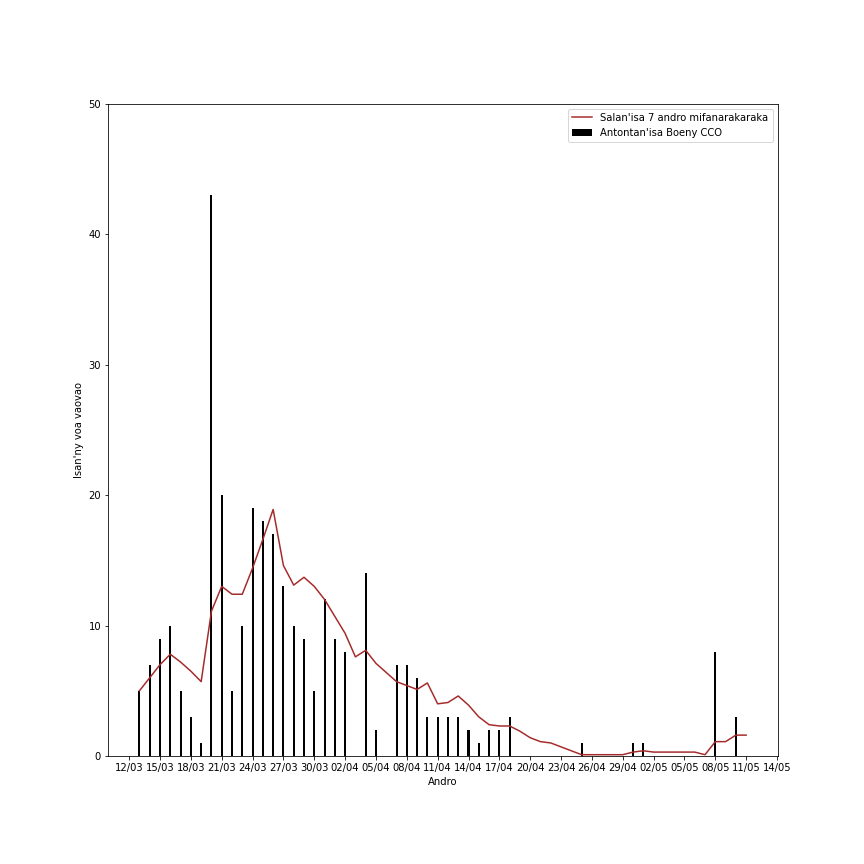 50
Salan'isa 7 andro mifanarakaraka
Antontan'isa Boeny CCO
40
30
20
10
0
Isan'ny voa vaovao
12/03 15/03 18/03 21/03 24/03 27/03 30/03 02/04 05/04 08/04 11/04 14/04 17/04 20/04 23/04 26/04 29/04 02/05 05/05 08/05 11/05 14/05
Andro